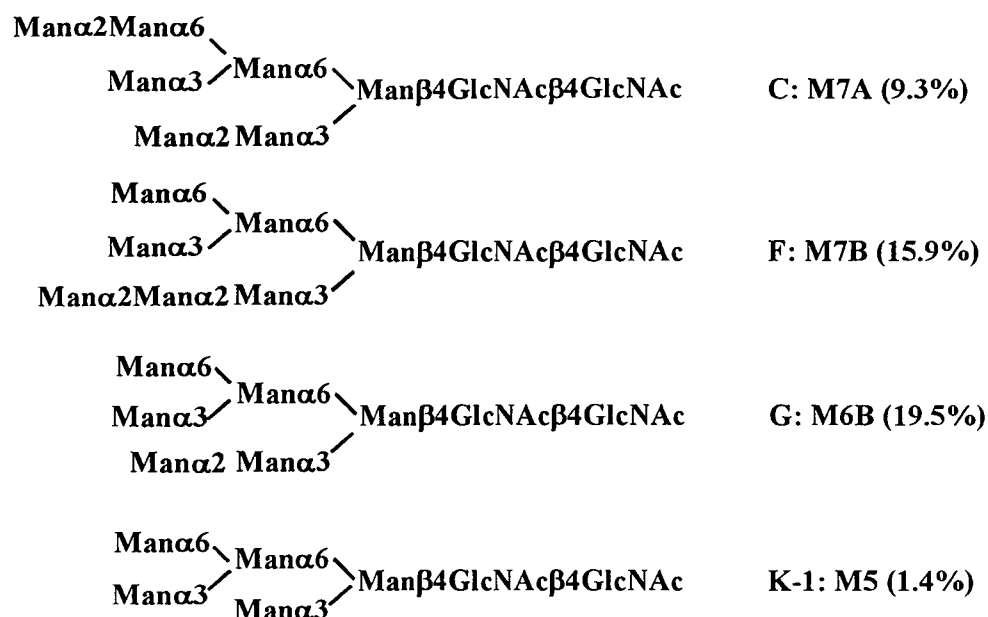 Manα2Manα6
Manα3 Manα6
Manβ4GlcNAcβ4GlcNAc C: M7A (9.3%)
Manα2 Manα3
Manα6
Manα3 Manα6
Manβ4GlcNAcβ4GlcNAc F: M7B (15.9%)
Manα2Manα2 Manα3
Manα6
Manα3 Manα6
Manβ4GlcNAcβ4GlcNAc G: M6B (19.5%)
Manα2 Manα3
Manα6
Manα3 Manα6
Manβ4GlcNAcβ4GlcNAc K-1: M5 (1.4%)
Manα3